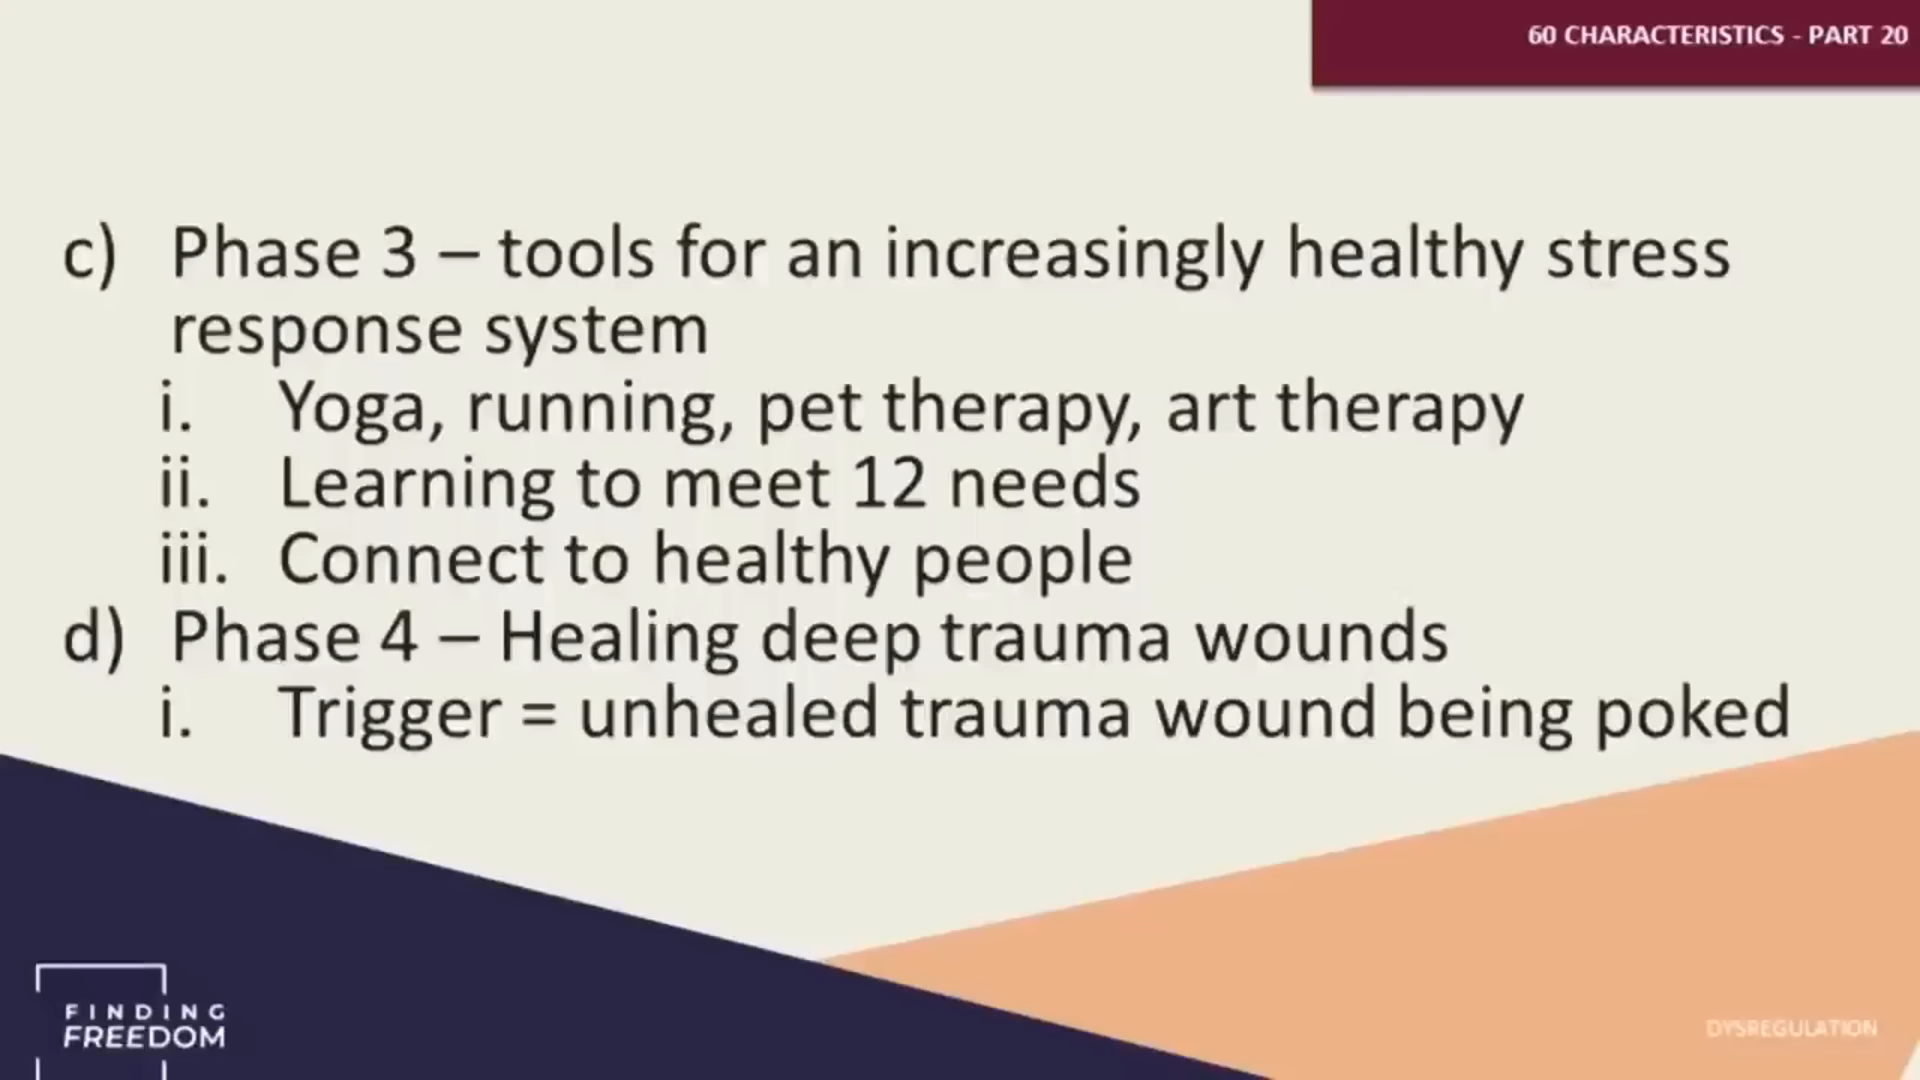 60 CHARACTERISTICS - PART 20
c) Phase 3 – tools for an increasingly healthy stress
response system
i. Yoga, running, pet therapy, art therapy
ii. Learning to meet 12 needs
iii. Connect to healthy people
d) Phase 4 – Healing deep trauma wounds
i. Trigger = unhealed trauma wound being poked
FINDING
FREEDOM
DYSREGULATION